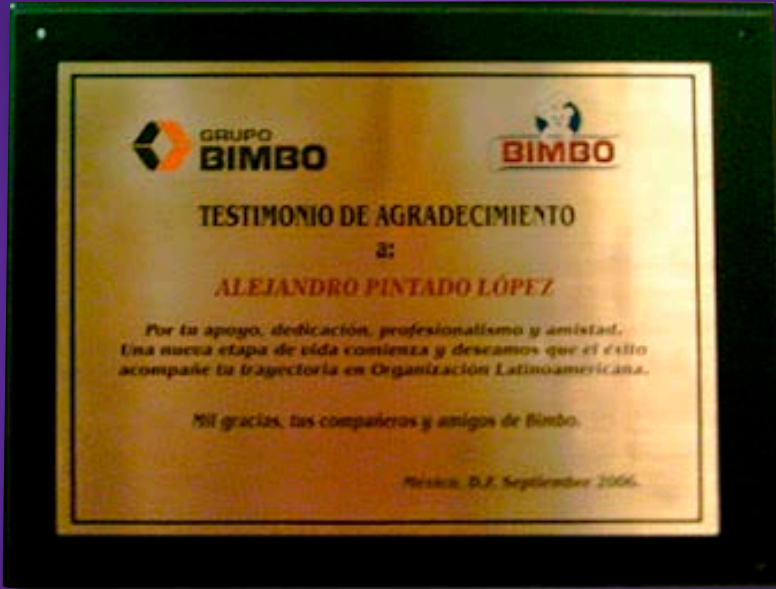 GRUPO
BIMBO
BIMBO
TESTIMONIO DE AGRADECIMIENTO
a:
ALEJANDRO PINTADO LÓPEZ
Por tu apoyo, dedicación, profesionalismo y amistad.
Una nueva etapa de vida comienza y deseamos que el éxito
acompañe tu trayectoria en Organización Latinoamericana.
Mil gracias, tus compañeros y amigos de Bimbo.
México, D.F. Septiembre 2006.